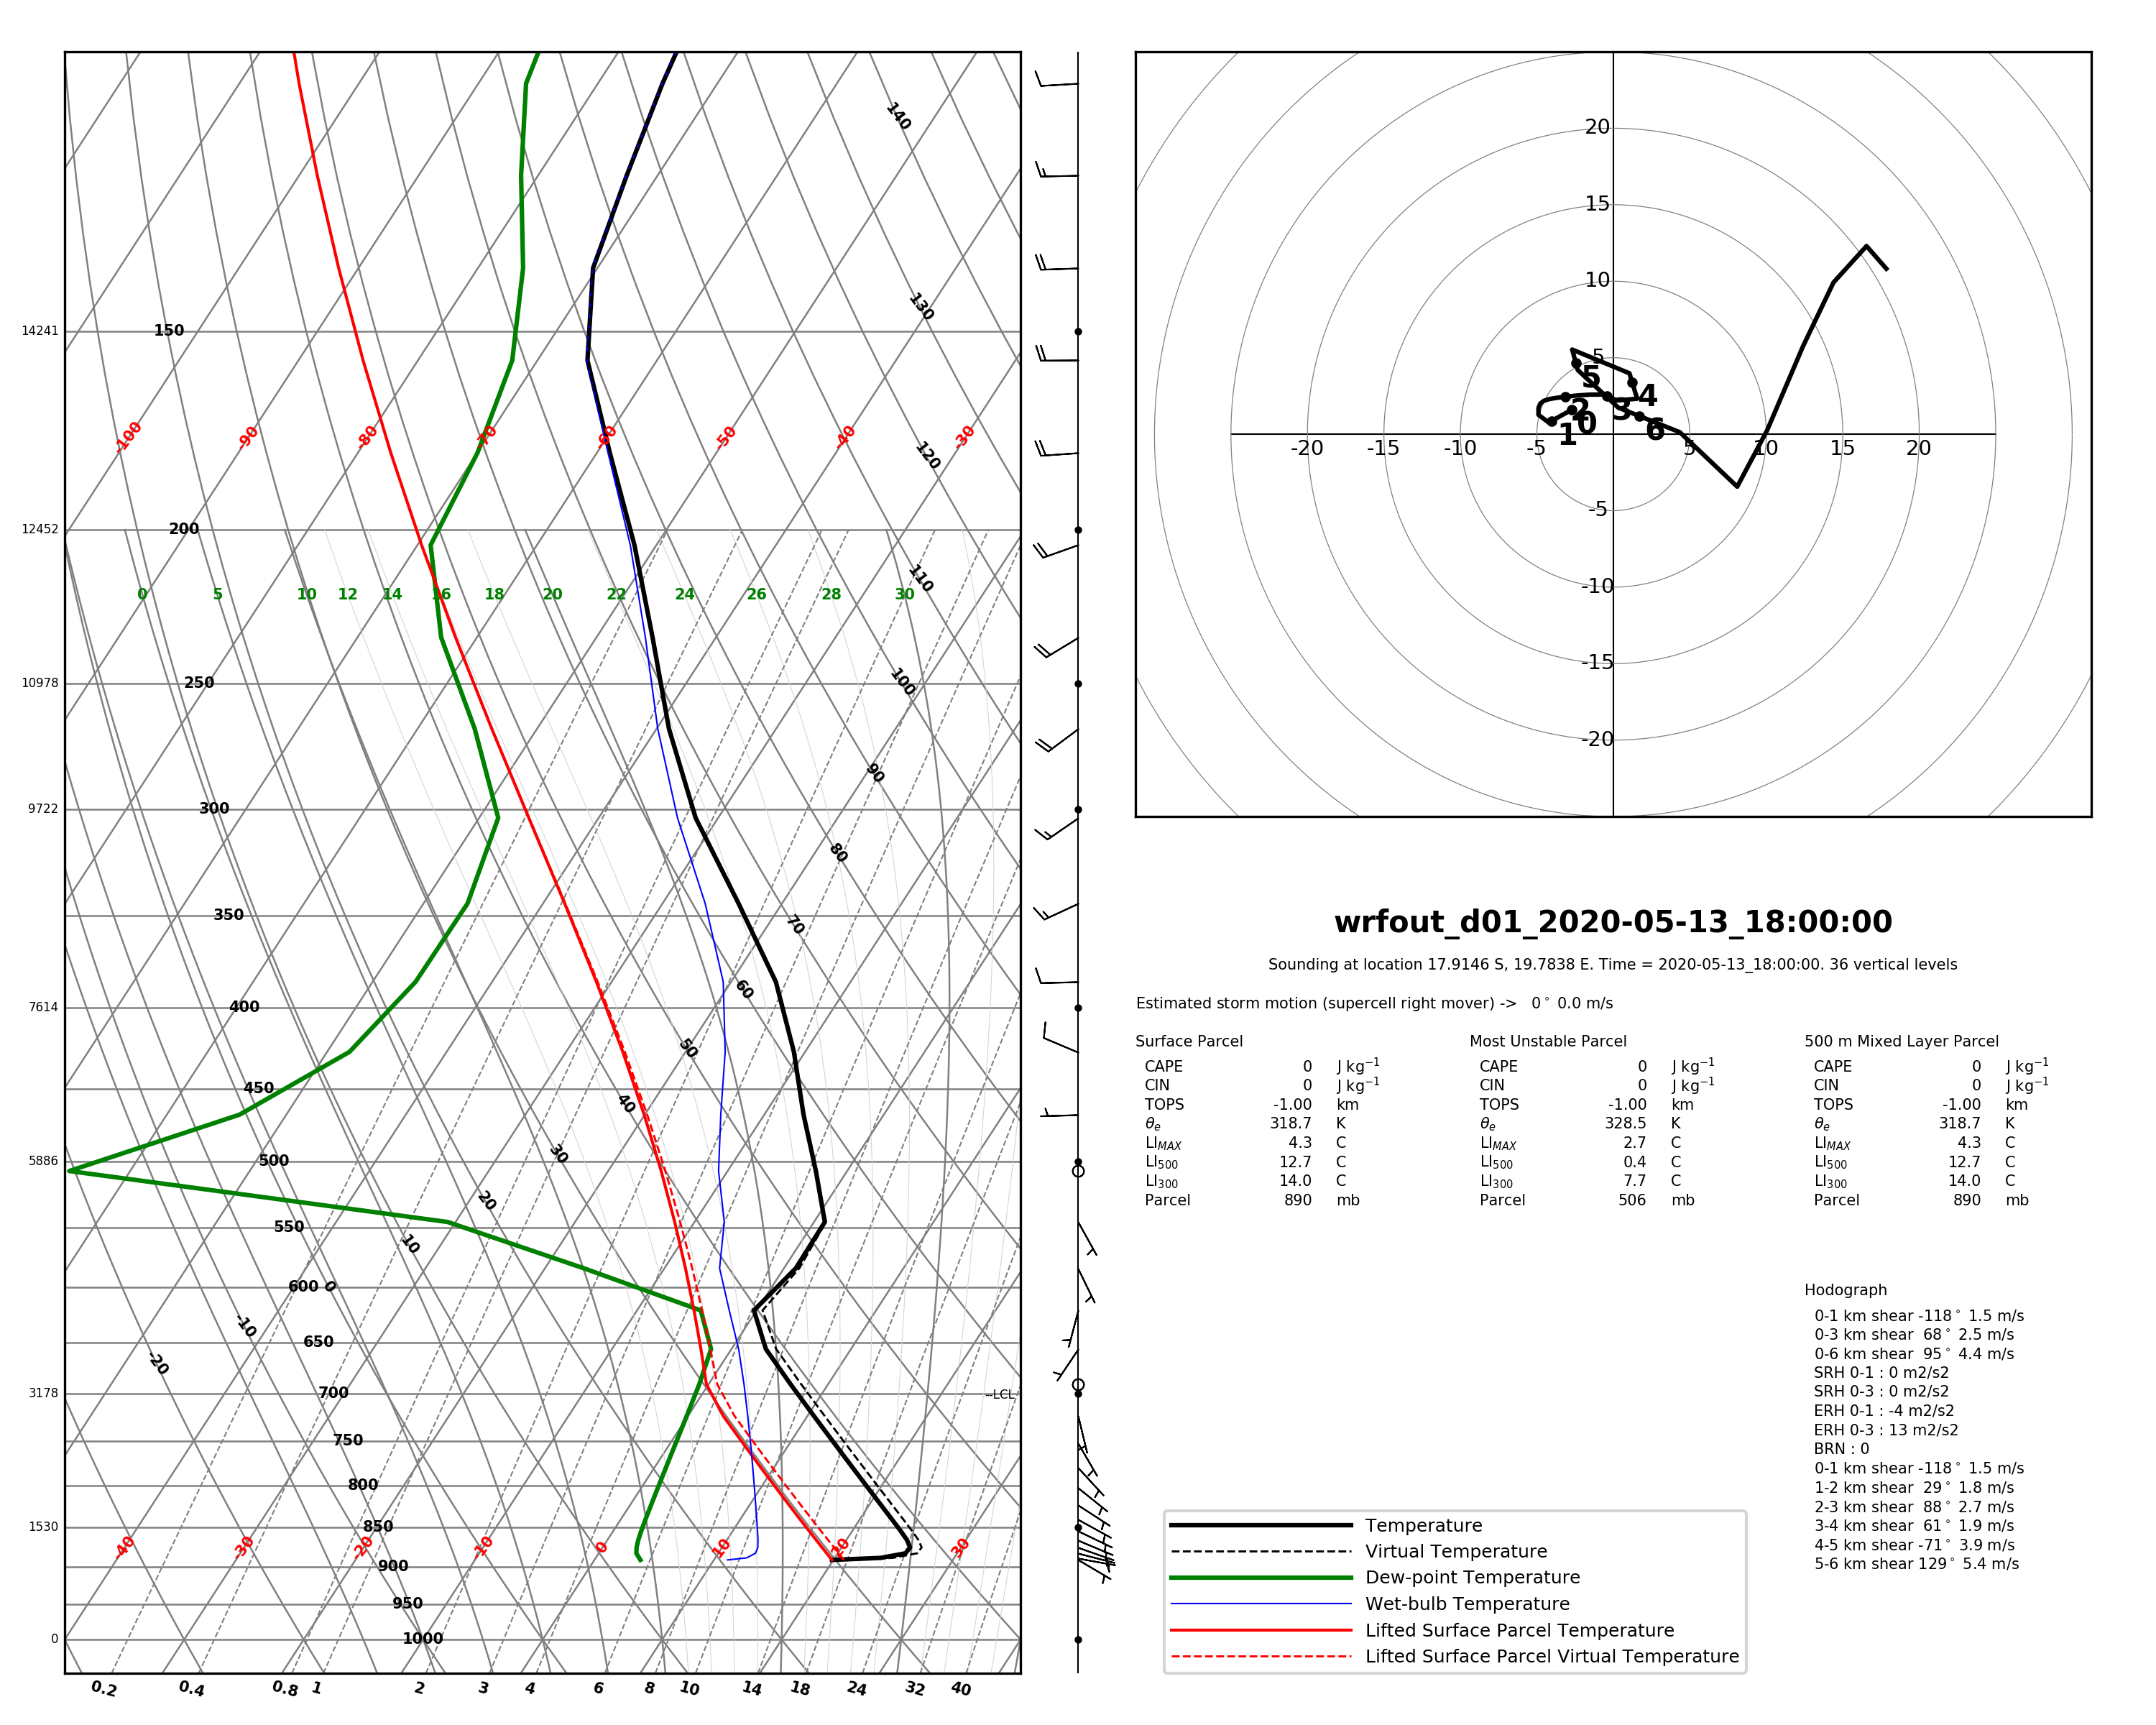 140
130
14241 150
-100 -90 -80 -70 -60 -50 -40 -30
120
12452 200
110
0 5 10 12 14 16 18 20 22 24 26 28 30
10978 250
100
90
9722 300
80
350
70
60
7614 400
50
450
40
5886 500
30
20
550
10
600 0
-10
650
-20
3178 700
--LCL
750
800
1530 850
-40 -30 -20 -10 0 10 20 30
900
950
0 1000
0.2 0.4 0.8 1 2 3 4 6 8 10 14 18 24 32 40
20
15
10
5
-20 -15 -10 -5 5 10 15 20
-5
-10
-15
-20
0 1 2 3 4 5 6
wrfout_d01_2020-05-13_18:00:00
Sounding at location 17.9146 S, 19.7838 E. Time = 2020-05-13_18:00:00. 36 vertical levels
Estimated storm motion (supercell right mover) -> 0° 0.0 m/s
Surface Parcel
CAPE 0 J kg⁻¹
CIN 0 J kg⁻¹
TOPS -1.00 km
θe 318.7 K
LIMAX 4.3 C
LI500 12.7 C
LI300 14.0 C
Parcel 890 mb
Most Unstable Parcel
CAPE 0 J kg⁻¹
CIN 0 J kg⁻¹
TOPS -1.00 km
θe 328.5 K
LIMAX 2.7 C
LI500 0.4 C
LI300 7.7 C
Parcel 506 mb
500 m Mixed Layer Parcel
CAPE 0 J kg⁻¹
CIN 0 J kg⁻¹
TOPS -1.00 km
θe 318.7 K
LIMAX 4.3 C
LI500 12.7 C
LI300 14.0 C
Parcel 890 mb
Hodograph
0-1 km shear -118° 1.5 m/s
0-3 km shear 68° 2.5 m/s
0-6 km shear 95° 4.4 m/s
SRH 0-1 : 0 m2/s2
SRH 0-3 : 0 m2/s2
ERH 0-1 : -4 m2/s2
ERH 0-3 : 13 m2/s2
BRN : 0
0-1 km shear -118° 1.5 m/s
1-2 km shear 29° 1.8 m/s
2-3 km shear 88° 2.7 m/s
3-4 km shear 61° 1.9 m/s
4-5 km shear -71° 3.9 m/s
5-6 km shear 129° 5.4 m/s
Temperature
Virtual Temperature
Dew-point Temperature
Wet-bulb Temperature
Lifted Surface Parcel Temperature
Lifted Surface Parcel Virtual Temperature